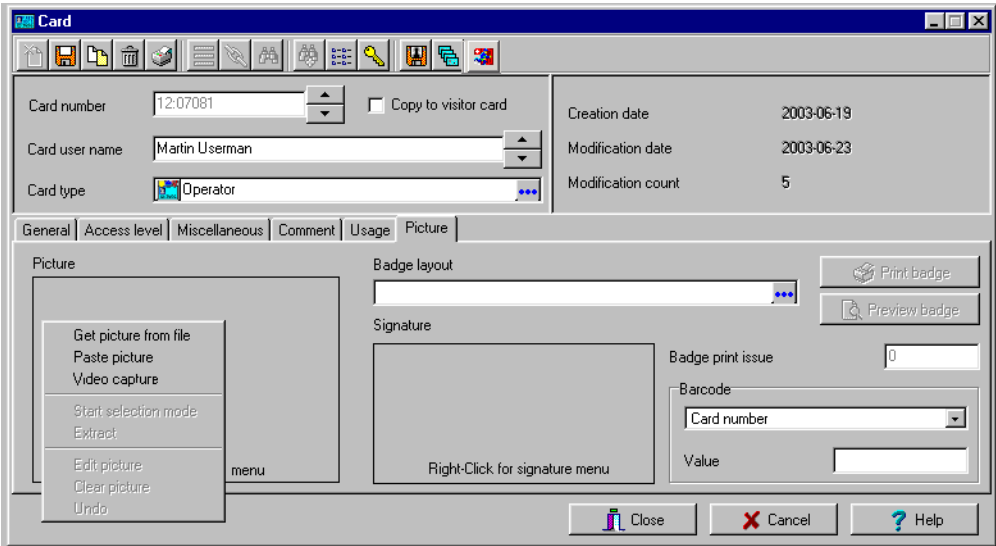 Card
Card number 12:07081 Copy to visitor card
Card user name Martin Userman
Card type Operator
Creation date 2003-06-19
Modification date 2003-06-23
Modification count 5
General Access level Miscellaneous Comment Usage Picture
Picture
Get picture from file
Paste picture
Video capture
Start selection mode
Extract
Edit picture
Clear picture
Undo
menu
Badge layout
Signature
Right-Click for signature menu
Print badge
Preview badge
Badge print issue 0
Barcode
Card number
Value
Close Cancel Help